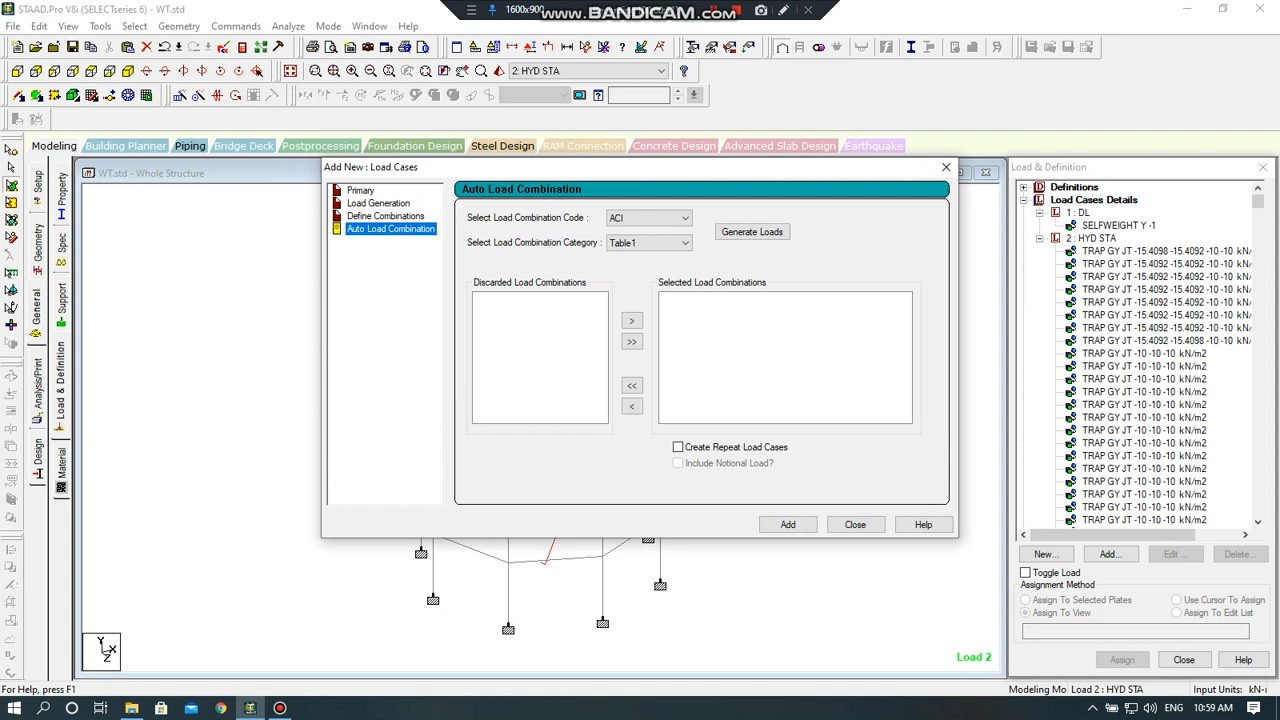 STAAD.Pro V8i (SELECTseries 6) - WT.std
1600x900
www.BANDICAM.com
File Edit View Tools Select Geometry Commands Analyze Mode Window Help
2: HYD STA
Modeling Building Planner Piping Bridge Deck Postprocessing Foundation Design Steel Design RAM Connection Concrete Design Advanced Slab Design Earthquake
WT.std - Whole Structure
Add New : Load Cases
Load & Definition
Setup
Geometry
General
Analysis/Print
Design
Property
Spec
Support
Load & Definition
Material
Primary
Load Generation
Define Combinations
Auto Load Combination
Auto Load Combination
Select Load Combination Code : ACI
Select Load Combination Category : Table1
Generate Loads
Discarded Load Combinations
Selected Load Combinations
>
>>
<<
<
Create Repeat Load Cases
Include Notional Load?
Add Close Help
Definitions
Load Cases Details
1 : DL
SELFWEIGHT Y -1
2 : HYD STA
TRAP GY JT -15.4098 -15.4092 -10 -10 kN/
TRAP GY JT -15.4092 -15.4092 -10 -10 kN/
TRAP GY JT -15.4092 -15.4092 -10 -10 kN/
TRAP GY JT -15.4092 -15.4092 -10 -10 kN/
TRAP GY JT -15.4092 -15.4092 -10 -10 kN/
TRAP GY JT -15.4092 -15.4092 -10 -10 kN/
TRAP GY JT -15.4092 -15.4092 -10 -10 kN/
TRAP GY JT -15.4092 -15.4098 -10 -10 kN/
TRAP GY JT -10 -10 -10 kN/m2
TRAP GY JT -10 -10 -10 kN/m2
TRAP GY JT -10 -10 -10 kN/m2
TRAP GY JT -10 -10 -10 kN/m2
TRAP GY JT -10 -10 -10 kN/m2
TRAP GY JT -10 -10 -10 kN/m2
TRAP GY JT -10 -10 -10 kN/m2
TRAP GY JT -10 -10 -10 kN/m2
TRAP GY JT -10 -10 -10 kN/m2
TRAP GY JT -10 -10 -10 kN/m2
TRAP GY JT -10 -10 -10 kN/m2
TRAP GY JT -10 -10 -10 kN/m2
TRAP GY JT -10 -10 -10 kN/m2
TRAP GY JT -10 -10 -10 kN/m2
New... Add... Edit ... Delete...
Toggle Load
Assignment Method
Assign To Selected Plates Use Cursor To Assign
Assign To View Assign To Edit List
Assign Close Help
Y
X
Z
Load 2
For Help, press F1
Modeling Mo Load 2 : HYD STA Input Units: kN-i
ENG 10:59 AM